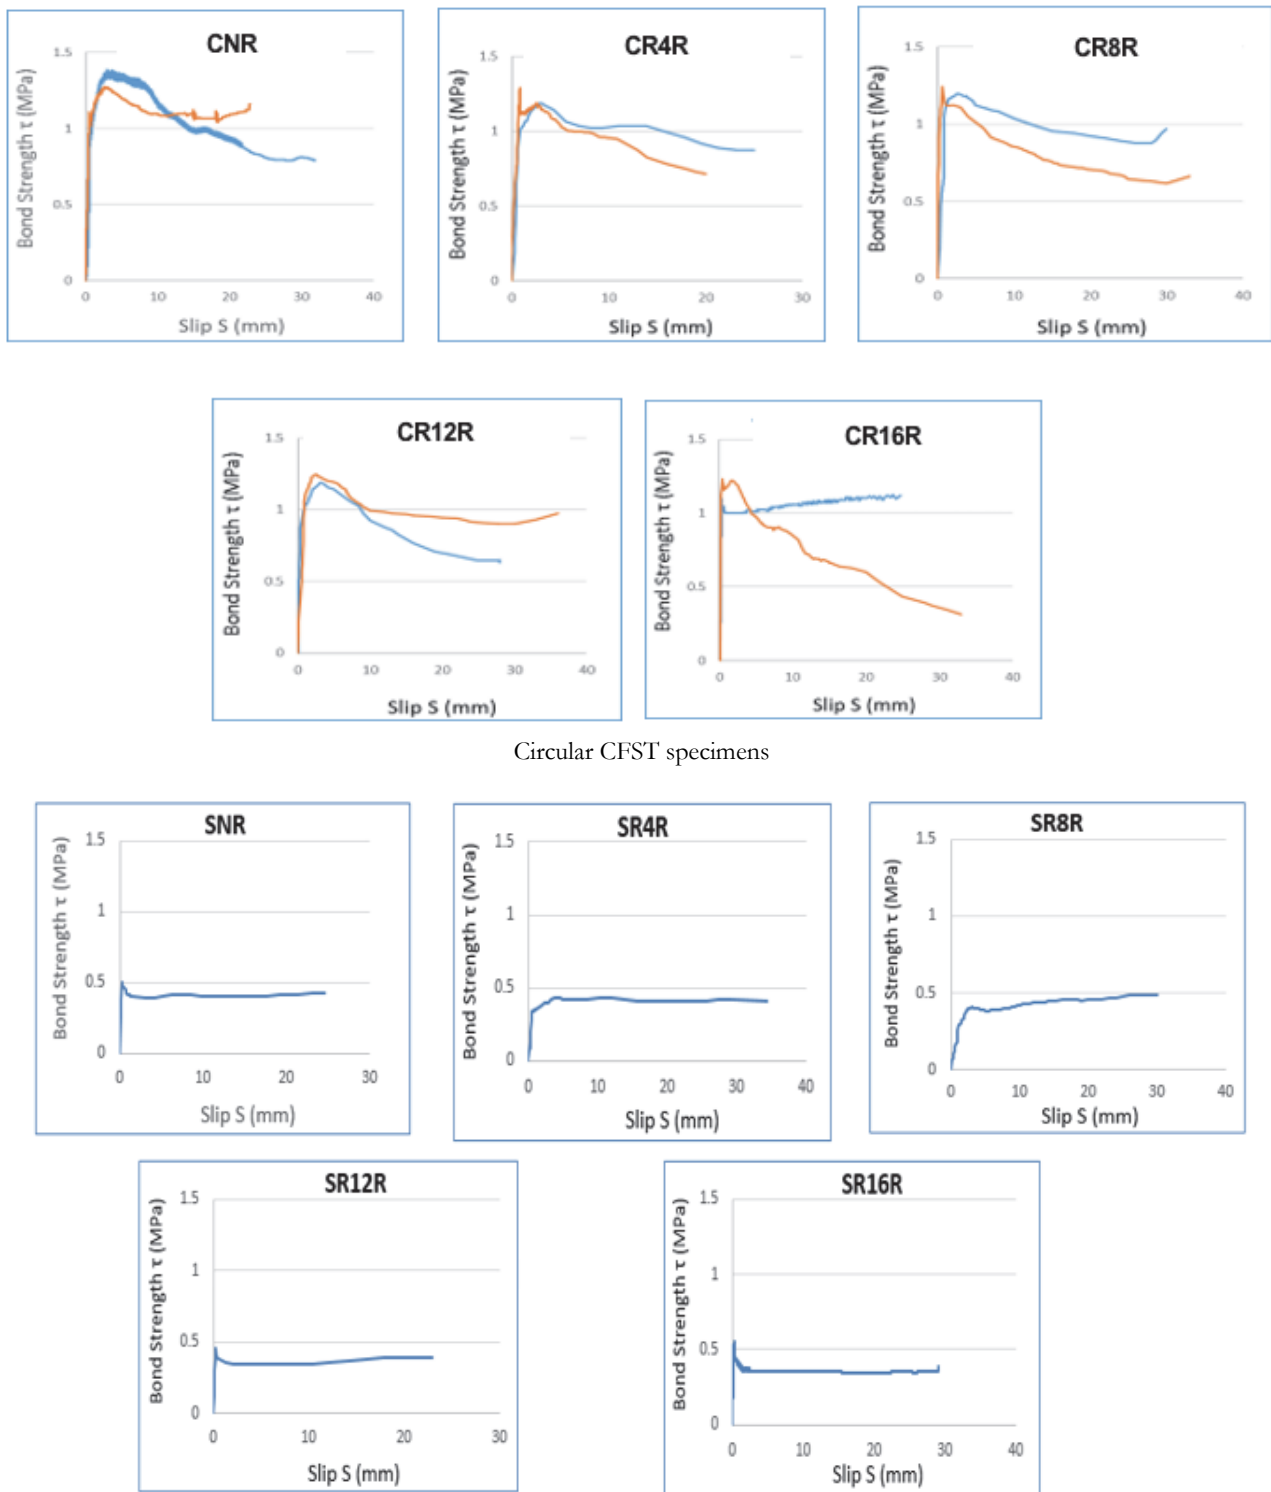 CNR
Bond Strength τ (MPa)
1.5
1
0.5
0
0 10 20 30 40
Slip S (mm)
CR4R
Bond Strength τ (MPa)
1.5
1
0.5
0
0 10 20 30
Slip S (mm)
CR8R
Bond Strength τ (MPa)
1.5
1
0.5
0
0 10 20 30 40
Slip S (mm)
CR12R
Bond Strength τ (MPa)
1.5
1
0.5
0
0 10 20 30 40
Slip S (mm)
CR16R
Bond Strength τ (MPa)
1.5
1
0.5
0
0 10 20 30 40
Slip S (mm)
Circular CFST specimens
SNR
Bond Strength τ (MPa)
1.5
1
0.5
0
0 10 20 30
Slip S (mm)
SR4R
Bond Strength τ (MPa)
1.5
1
0.5
0
0 10 20 30 40
Slip S (mm)
SR8R
Bond Strength τ (MPa)
1.5
1
0.5
0
0 10 20 30 40
Slip S (mm)
SR12R
Bond Strength τ (MPa)
1.5
1
0.5
0
0 10 20 30
Slip S (mm)
SR16R
Bond Strength τ (MPa)
1.5
1
0.5
0
0 10 20 30 40
Slip S (mm)